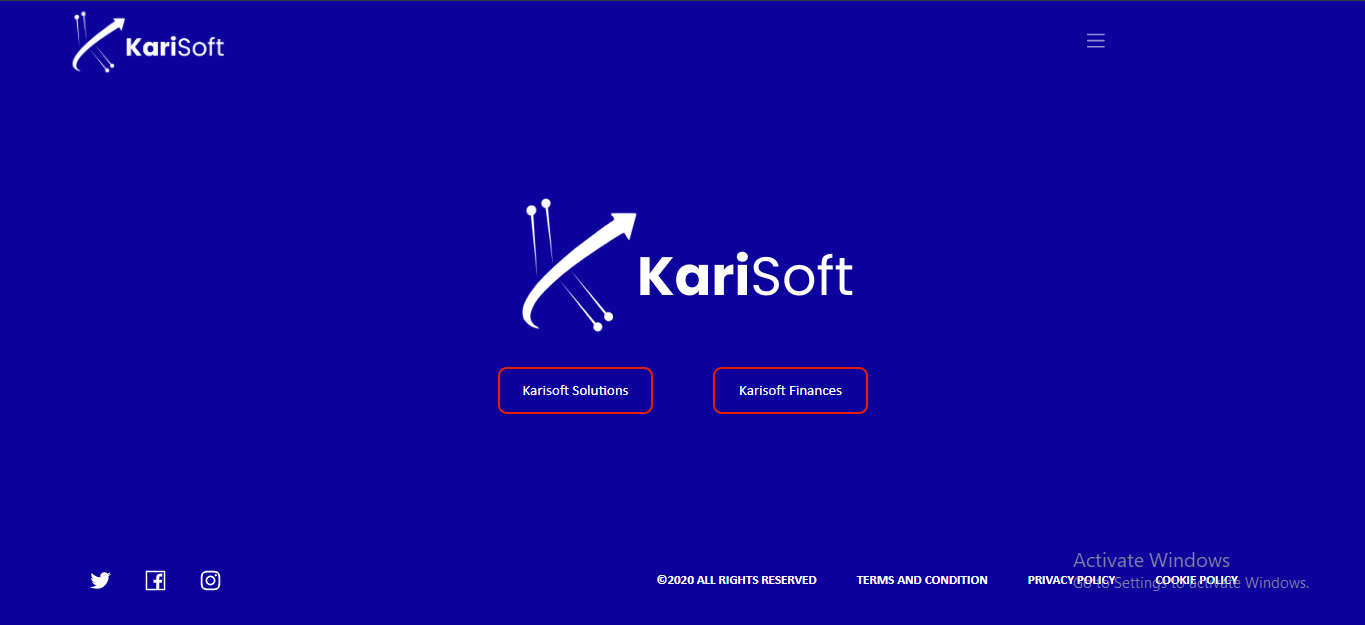 KariSoft
KariSoft
Karisoft Solutions
Karisoft Finances
©2020 ALL RIGHTS RESERVED
TERMS AND CONDITION
PRIVACY POLICY
COOKIE POLICY
Activate Windows
Go to Settings to activate Windows.